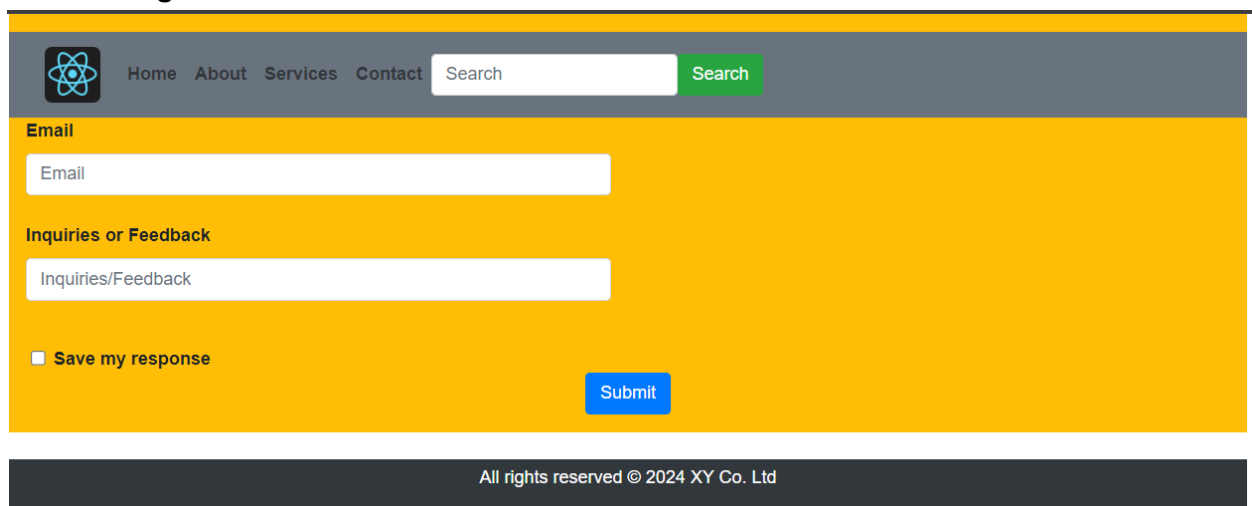 Home About Services Contact Search Search
Email
Email
Inquiries or Feedback
Inquiries/Feedback
Save my response
Submit
All rights reserved © 2024 XY Co. Ltd